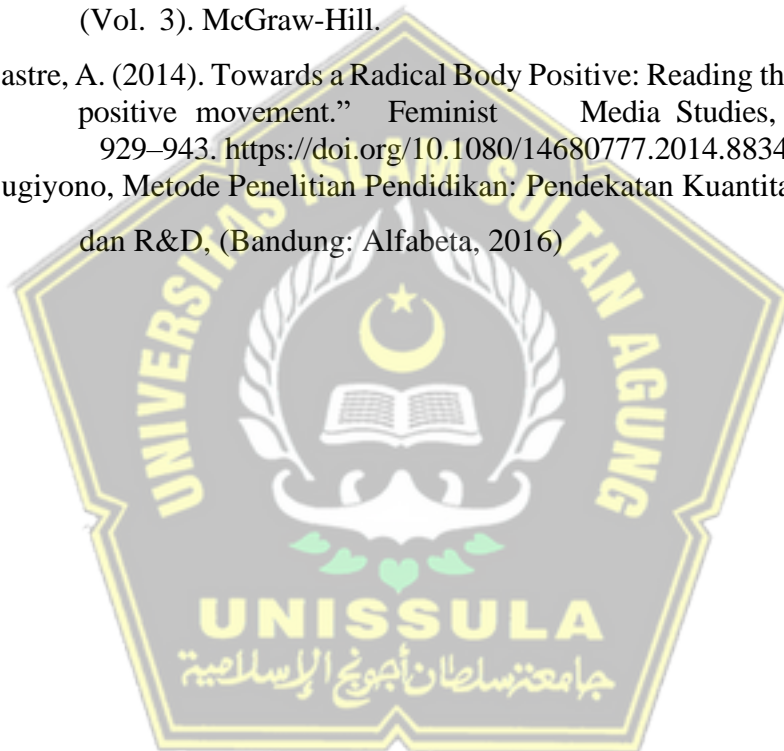 (Vol. 3). McGraw-Hill.
astre, A. (2014). Towards a Radical Body Positive: Reading th
positive movement.” Feminist Media Studies,
929–943. https://doi.org/10.1080/14680777.2014.8834
ugiyono, Metode Penelitian Pendidikan: Pendekatan Kuantita
dan R&D, (Bandung: Alfabeta, 2016)
UNIVERSITAS ISLAM SULTAN AGUNG
UNISSULA
جامعتنسلطان أجونج الإسلامية